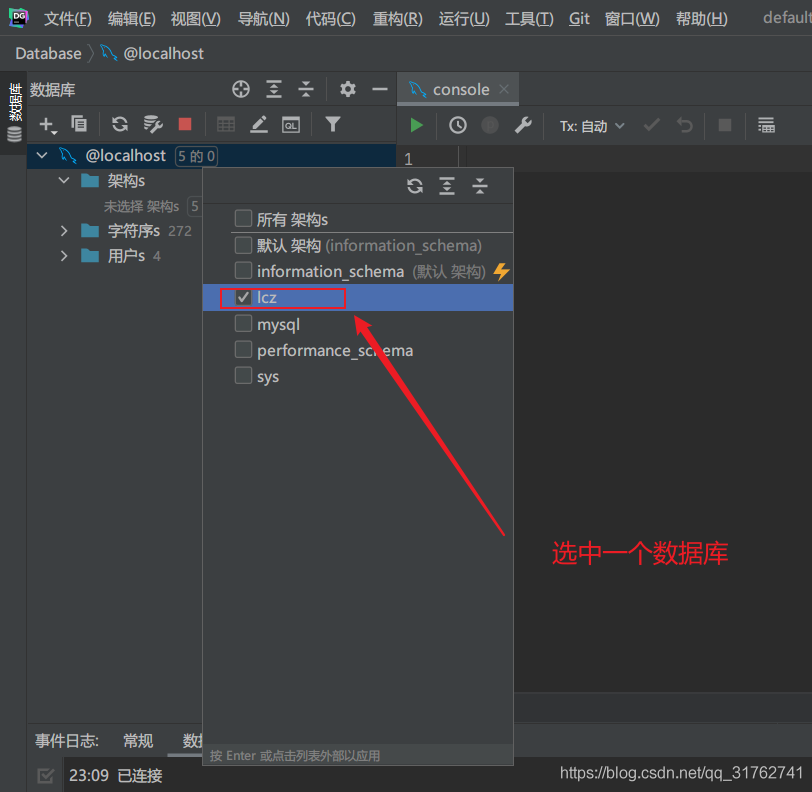 DG 文件(F) 编辑(E) 视图(V) 导航(N) 代码(C) 重构(R) 运行(U) 工具(T) Git 窗口(W) 帮助(H) default
Database @localhost
数据库
数据库
console
QL
Tx: 自动
@localhost 5 的 0
1
架构s
未选择 架构s 5
字符序s 272
用户s 4
所有 架构s
默认 架构 (information_schema)
information_schema (默认 架构)
lcz
mysql
performance_schema
sys
选中一个数据库
按 Enter 或点击列表外部以应用
事件日志: 常规
23:09 已连接
https://blog.csdn.net/qq_31762741